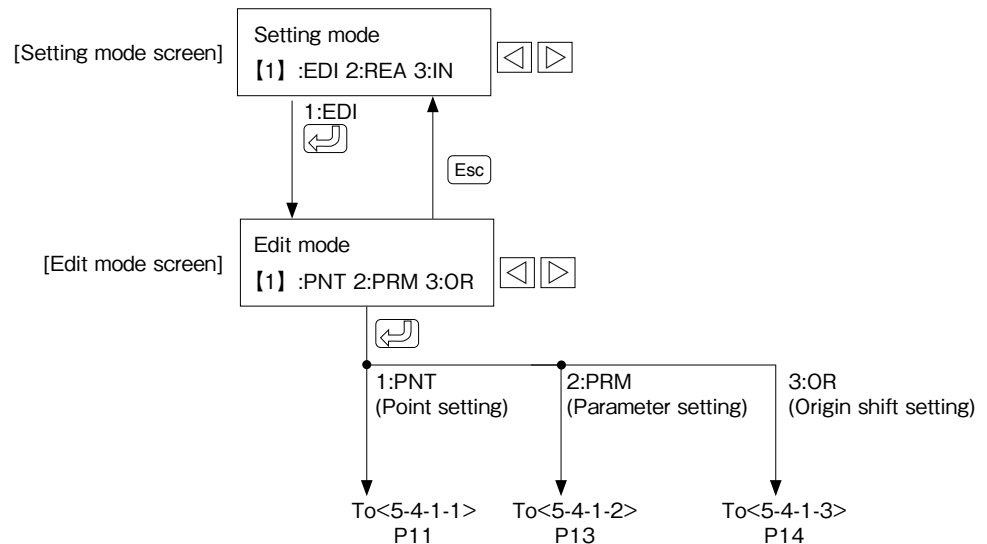 [Setting mode screen]
Setting mode
【1】 :EDI 2:REA 3:IN
1:EDI
Esc
[Edit mode screen]
Edit mode
【1】 :PNT 2:PRM 3:OR
1:PNT
(Point setting)
2:PRM
(Parameter setting)
3:OR
(Origin shift setting)
To<5-4-1-1>
P11
To<5-4-1-2>
P13
To<5-4-1-3>
P14